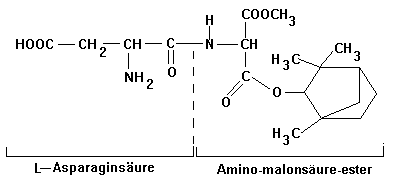 H COOCH₃
HOOC—CH₂—CH—C—N—CH CH₃
NH₂ O C H₃C
O O
H₃C
L—Asparaginsäure Amino-malonsäure-ester